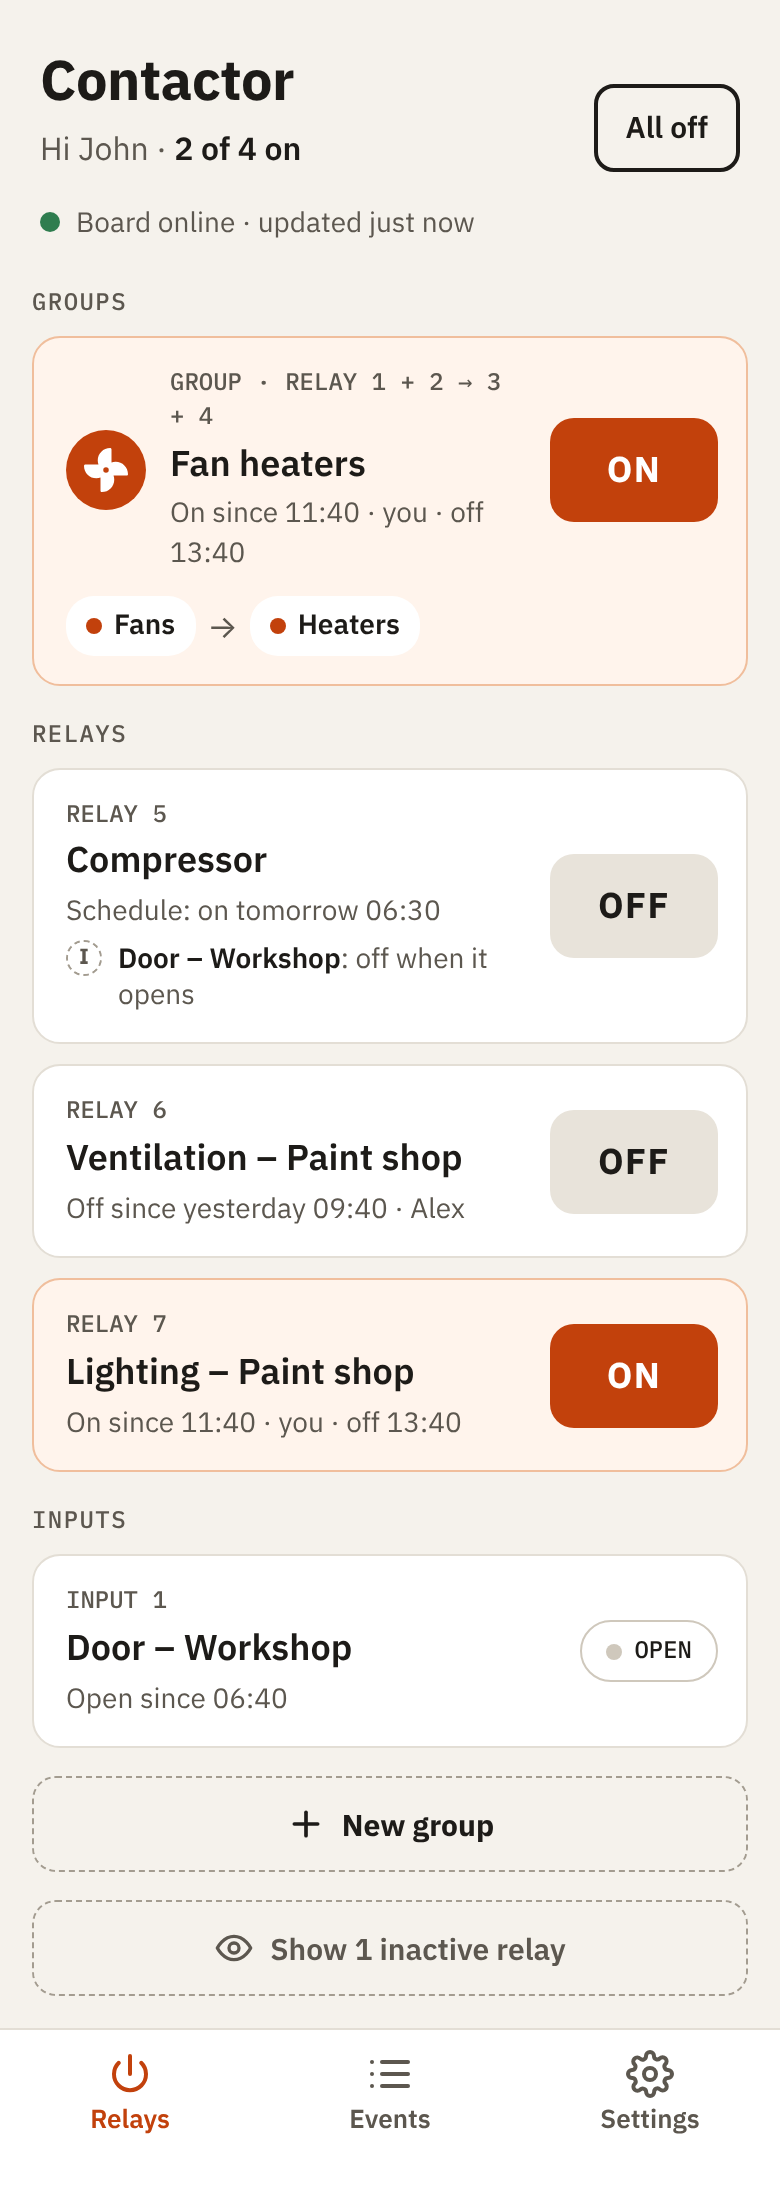 Contactor
Hi John · 2 of 4 on
All off
Board online · updated just now
GROUPS
GROUP · RELAY 1 + 2 → 3
+ 4
Fan heaters
On since 11:40 · you · off
13:40
ON
Fans → Heaters
RELAYS
RELAY 5
Compressor
Schedule: on tomorrow 06:30
I Door – Workshop: off when it
opens
OFF
RELAY 6
Ventilation – Paint shop
Off since yesterday 09:40 · Alex
OFF
RELAY 7
Lighting – Paint shop
On since 11:40 · you · off 13:40
ON
INPUTS
INPUT 1
Door – Workshop
Open since 06:40
OPEN
+ New group
Show 1 inactive relay
Relays
Events
Settings